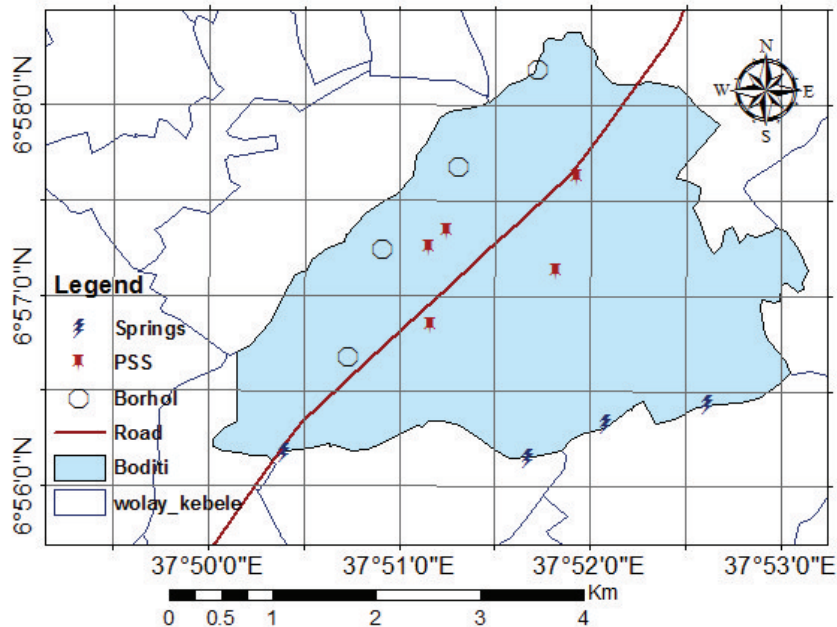 N
W E
S
6°58'0"N
6°57'0"N
6°56'0"N
Legend
Springs
PSS
Borhol
Road
Boditi
wolay_kebele
37°50'0"E 37°51'0"E 37°52'0"E 37°53'0"E
Km
0 0.5 1 2 3 4